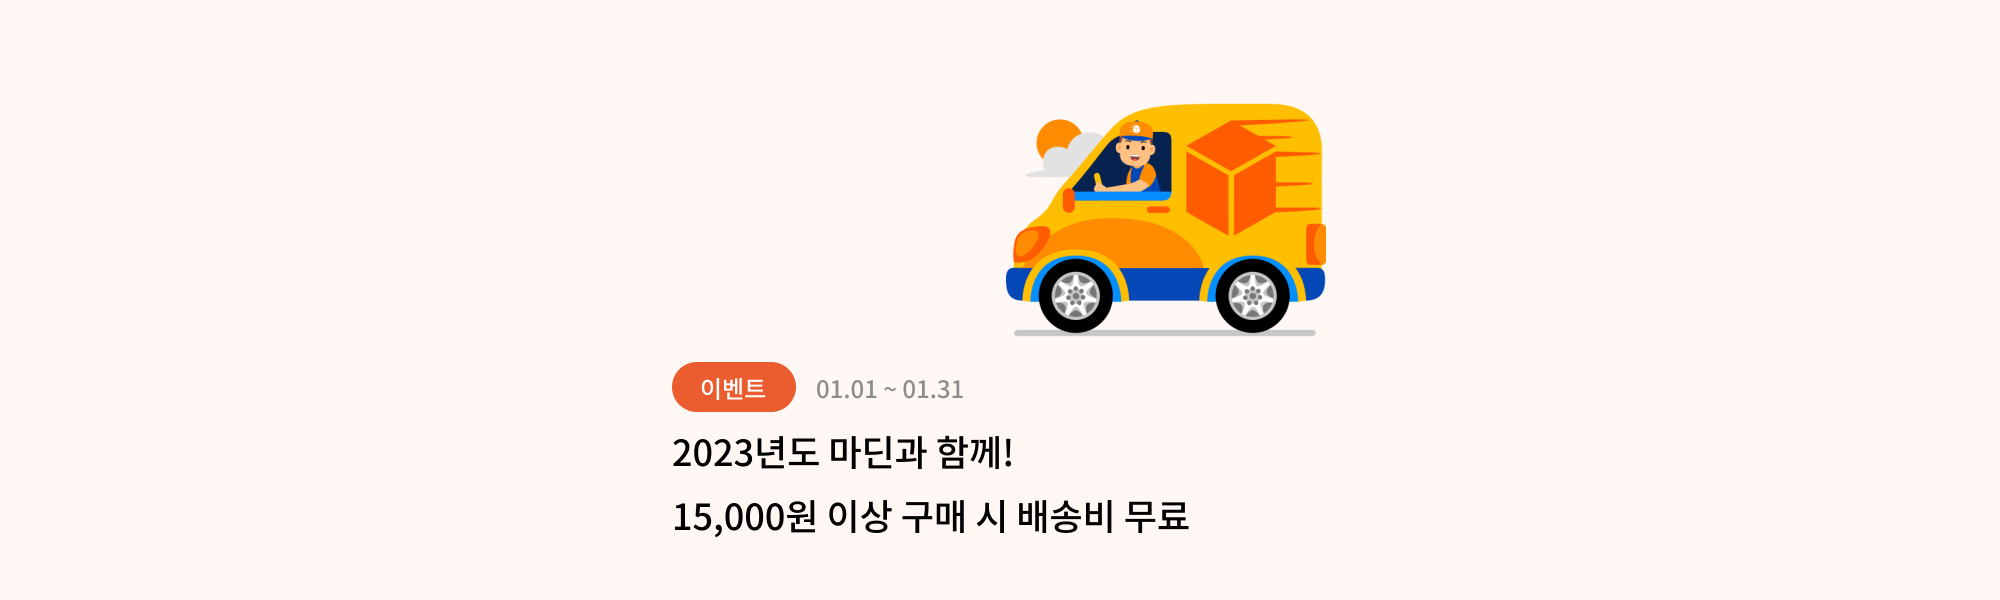 이벤트 01.01 ~ 01.31
2023년도 마딘과 함께!
15,000원 이상 구매 시 배송비 무료